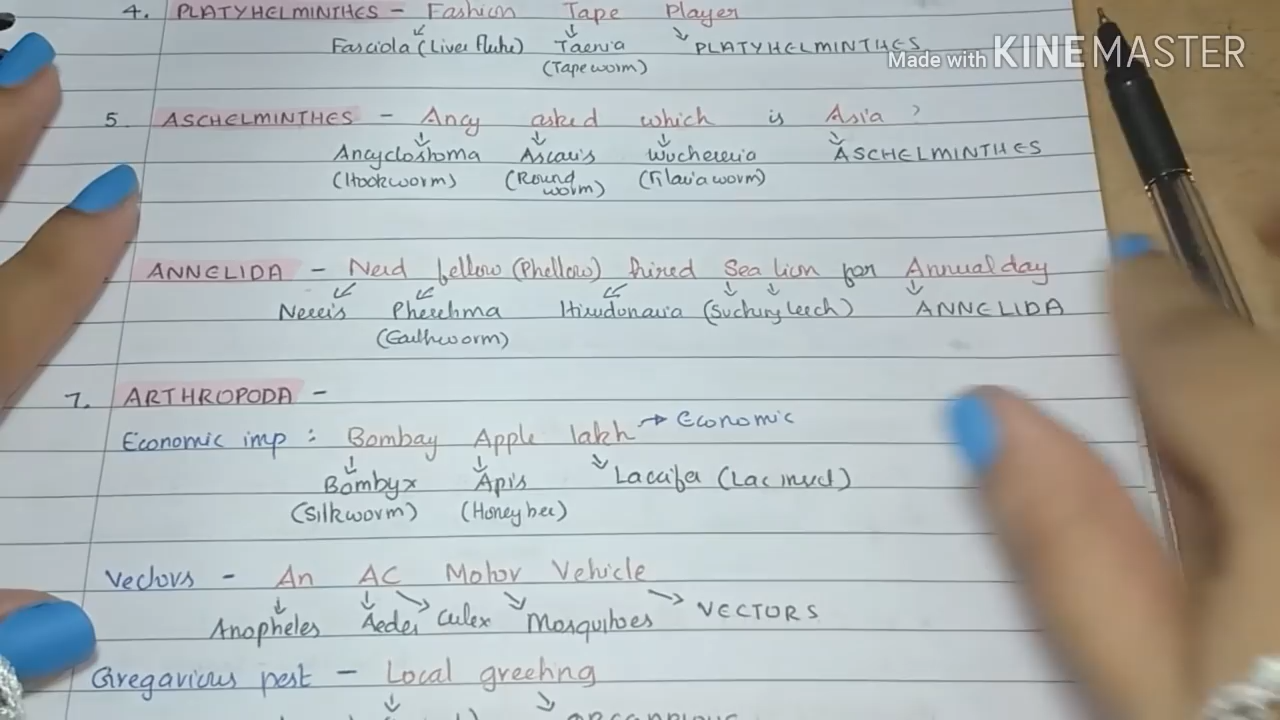 4. PLATYHELMINTHES - Fashion Tape Player
Fasciola (Liver Fluke) Taenia PLATYHELMINTHES
(Tapeworm)
Made with KINEMASTER
5 ASCHELMINTHES - Ancy asked which is Asia ?
Ancyclostoma Ascaris Wuchereria ASCHELMINTHES
(Hookworm) (Round worm) (Filaria worm)
ANNELIDA - Need fellow (Phellow) hired Sea lion for Annual day
Nereis Pheretima Hirudinaria (Sucking leech) ANNELIDA
(Earthworm)
7. ARTHROPODA -
Economic imp : Bombay Apple lakh → Economic
Bombyx Apis Laccifer (Lac insect)
(Silkworm) (Honey bee)
Vectors - An AC Motor Vehicle
Anopheles Aedes Culex Mosquitoes VECTORS
Gregarious pest - Local greeting